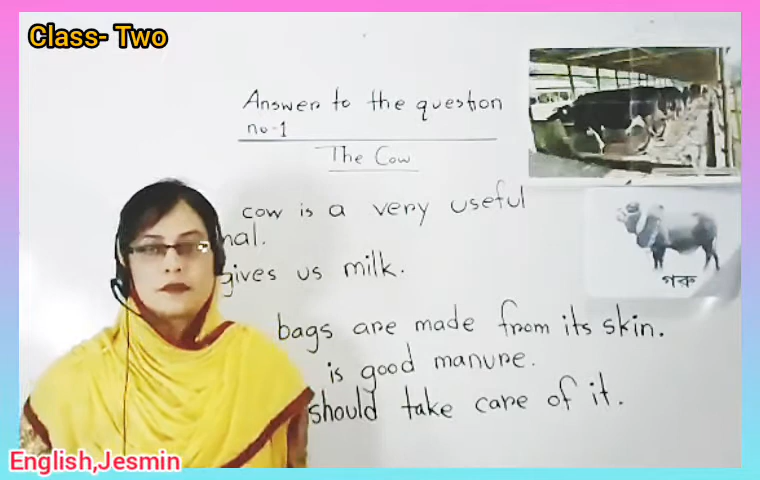 Class- Two
Answer to the question
no-1
The Cow
cow is a very useful
nal.
gives us milk.
bags are made from its skin.
is good manure.
should take care of it.
গরু
English,Jesmin